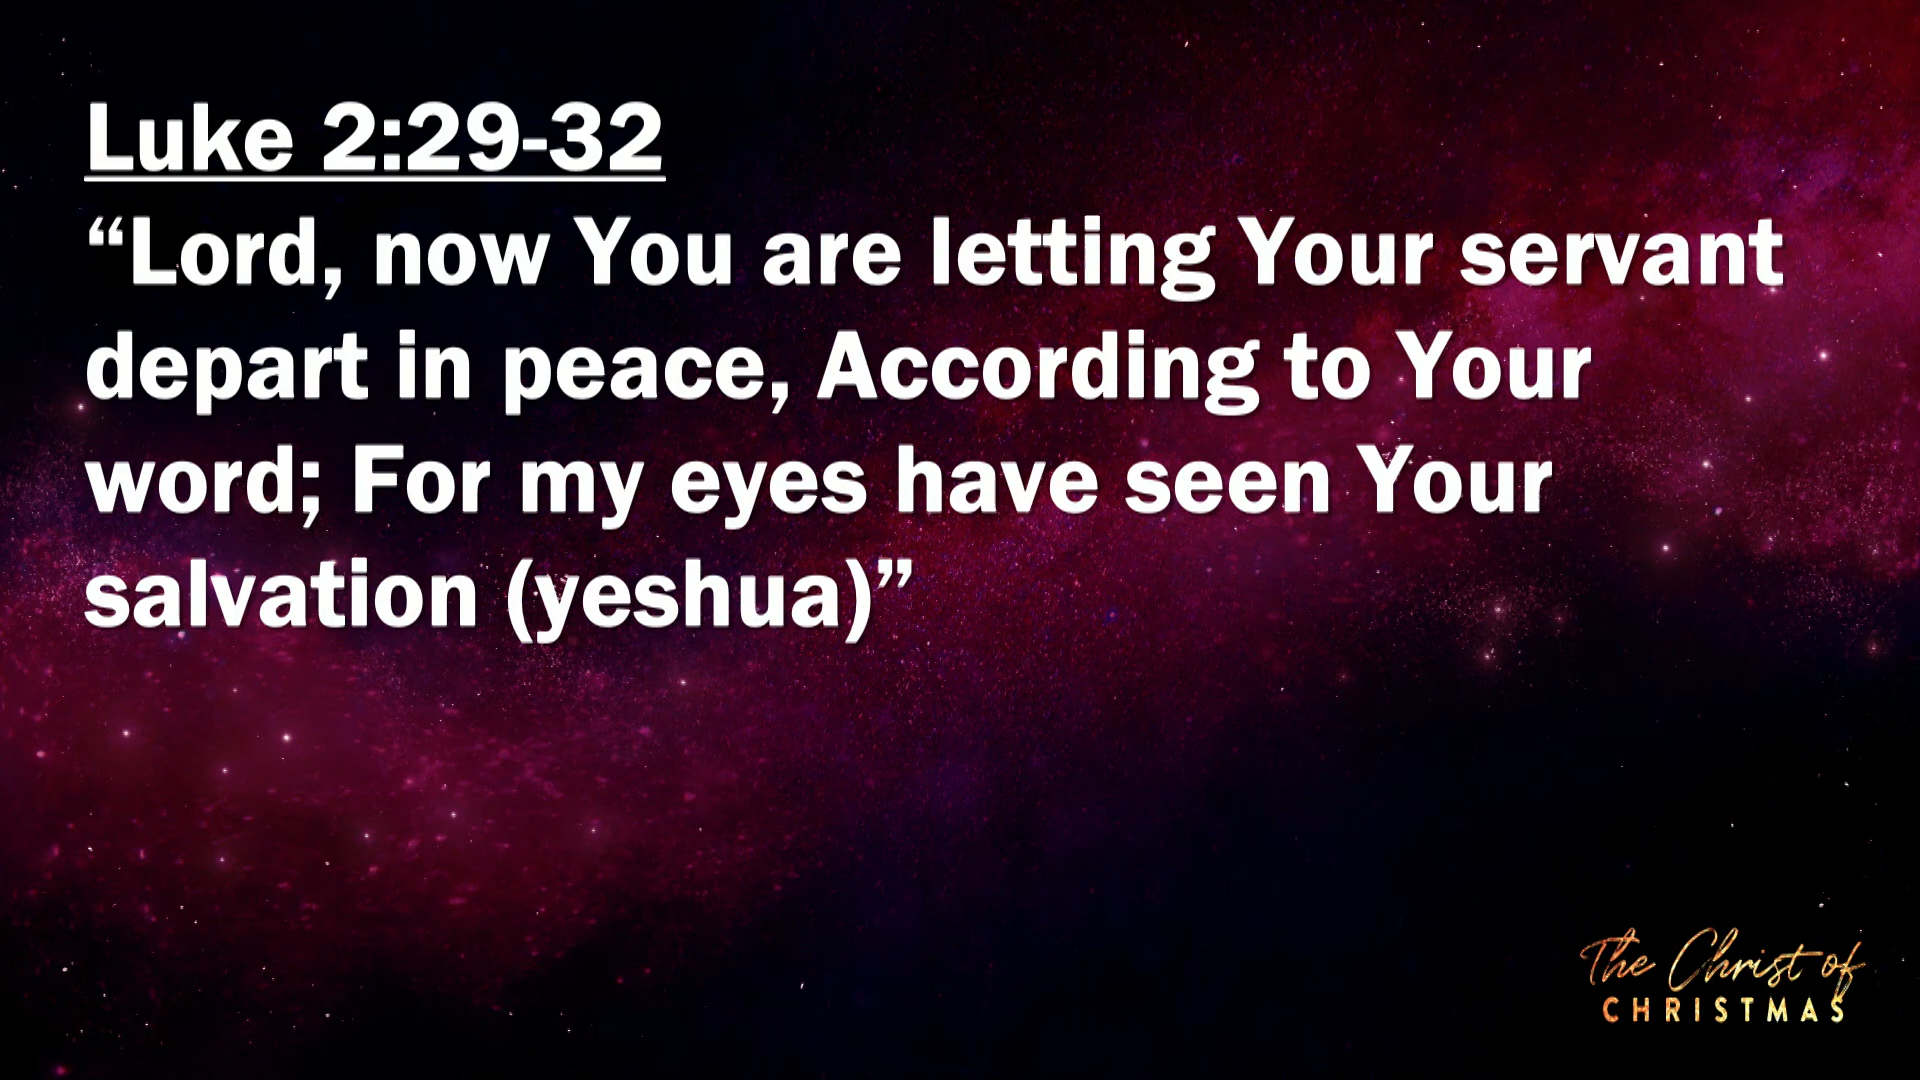 Luke 2:29-32
“Lord, now You are letting Your servant
depart in peace, According to Your
word; For my eyes have seen Your
salvation (yeshua)”
The Christ of
CHRISTMAS